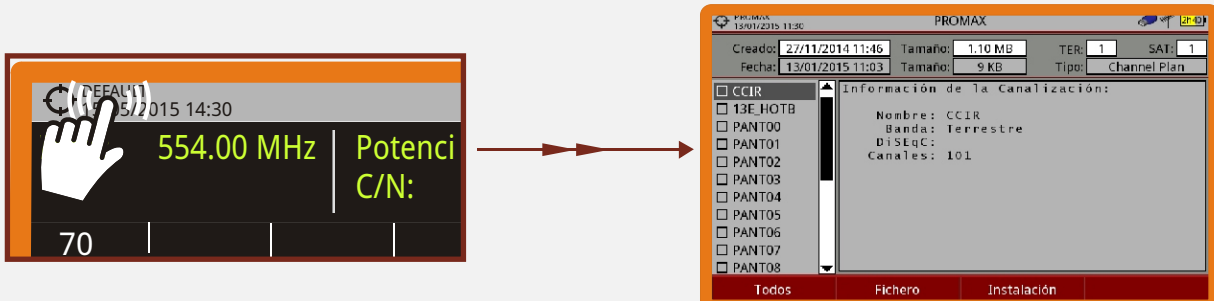 DEFAULT
15/05/2015 14:30
554.00 MHz
Potenci
C/N:
70
PROMAX
13/01/2015 11:30
PROMAX
2h40
Creado: 27/11/2014 11:46 Tamaño: 1.10 MB TER: 1 SAT: 1
Fecha: 13/01/2015 11:03 Tamaño: 9 KB Tipo: Channel Plan
CCIR
13E_HOTB
PANT00
PANT01
PANT02
PANT03
PANT04
PANT05
PANT06
PANT07
PANT08
Información de la Canalización:
Nombre: CCIR
Banda: Terrestre
DiSEqC:
Canales: 101
Todos Fichero Instalación